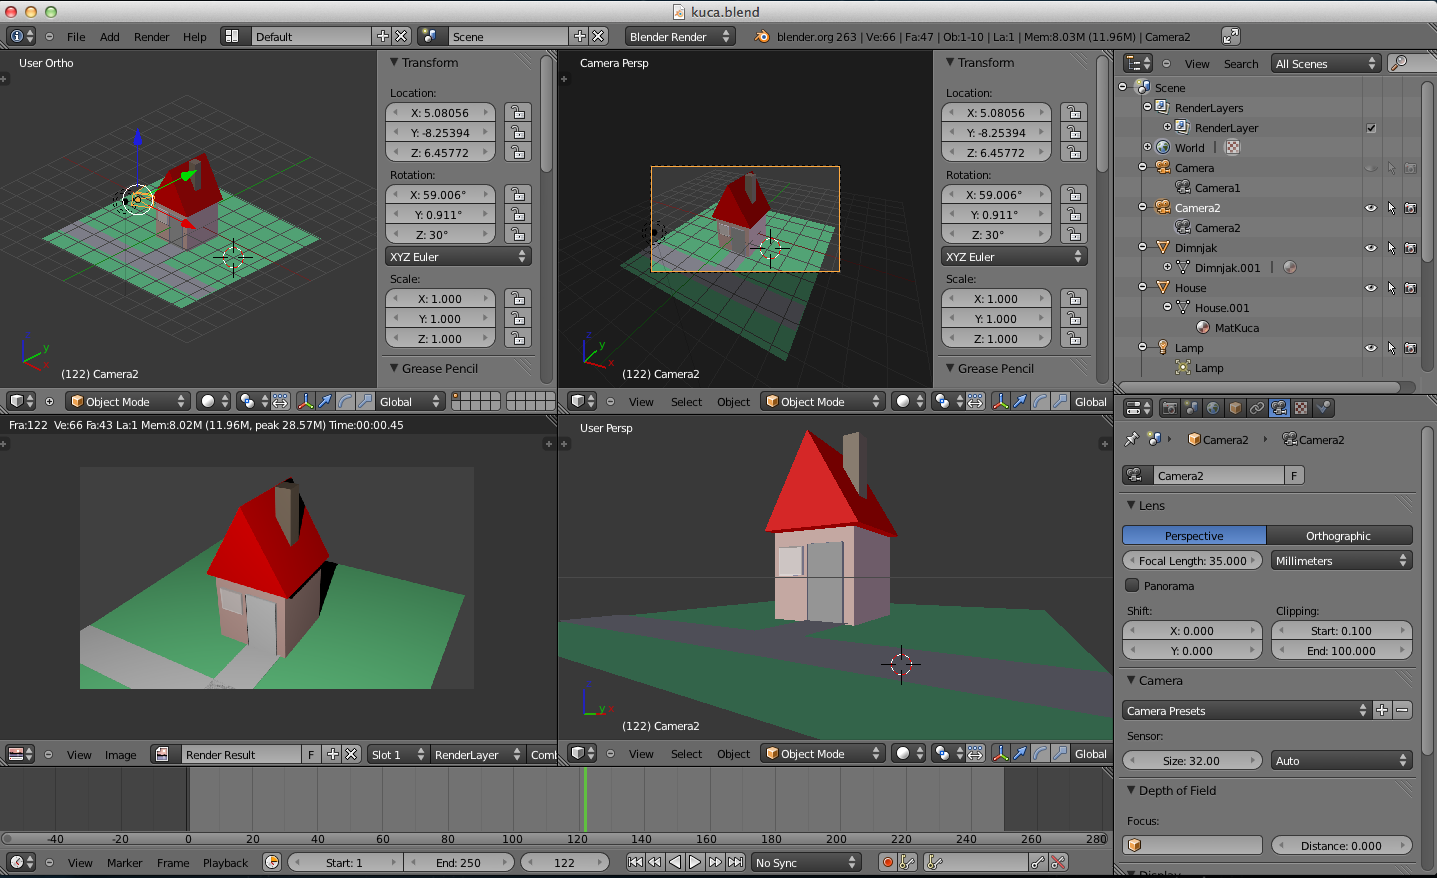 kuca.blend
File Add Render Help Default Scene Blender Render blender.org 263 | Ve:66 | Fa:47 | Ob:1-10 | La:1 | Mem:8.03M (11.96M) | Camera2
User Ortho
Transform
Location:
X: 5.08056
Y: -8.25394
Z: 6.45772
Rotation:
X: 59.006°
Y: 0.911°
Z: 30°
XYZ Euler
Scale:
X: 1.000
Y: 1.000
Z: 1.000
Grease Pencil
z
y
x
(122) Camera2
Object Mode Global
Camera Persp
Transform
Location:
X: 5.08056
Y: -8.25394
Z: 6.45772
Rotation:
X: 59.006°
Y: 0.911°
Z: 30°
XYZ Euler
Scale:
X: 1.000
Y: 1.000
Z: 1.000
Grease Pencil
z
y
x
(122) Camera2
View Select Object Object Mode Global
View Search All Scenes
Scene
RenderLayers
RenderLayer
World
Camera
Camera1
Camera2
Camera2
Dimnjak
Dimnjak.001
House
House.001
MatKuca
Lamp
Lamp
Fra:122 Ve:66 Fa:43 La:1 Mem:8.02M (11.96M, peak 28.57M) Time:00:00.45
View Image Render Result F Slot 1 RenderLayer Coml
User Persp
z
y x
(122) Camera2
View Select Object Object Mode Global
Camera2 Camera2
Camera2 F
Lens
Perspective Orthographic
Focal Length: 35.000 Millimeters
Panorama
Shift: Clipping:
X: 0.000 Start: 0.100
Y: 0.000 End: 100.000
Camera
Camera Presets
Sensor:
Size: 32.00 Auto
Depth of Field
Focus:
Distance: 0.000
Display
-40 -20 0 20 40 60 80 100 120 140 160 180 200 220 240 260 280
View Marker Frame Playback Start: 1 End: 250 122 No Sync